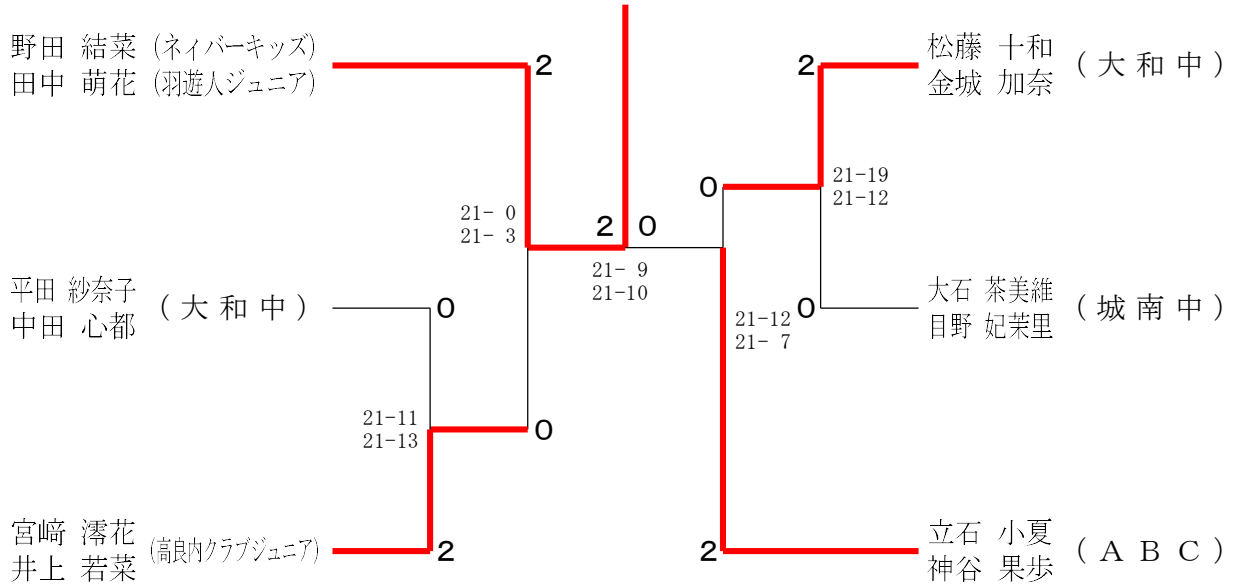 野田 結菜 (ネイバーキッズ)
田中 萌花 (羽遊人ジュニア)
2
21- 0
21- 3
平田 紗奈子
中田 心都
(大和中)
0
21-11
21-13
0
宮﨑 澪花
井上 若菜
(高良内クラブジュニア)
2
2 0
21- 9
21-10
松藤 十和
金城 加奈
(大和中)
2
0
21-19
21-12
大石 茶美維
目野 妃茉里
(城南中)
0
21-12
21- 7
立石 小夏
神谷 果歩
(ABC)
2